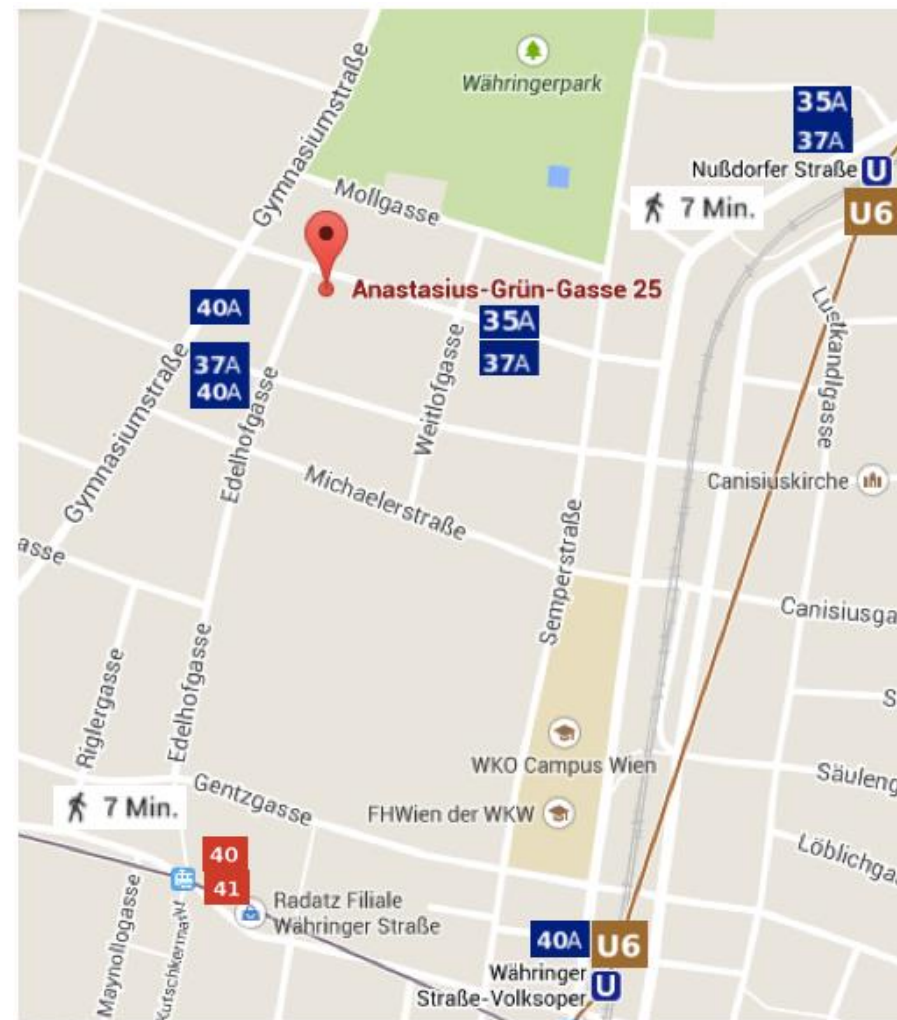 Währingerpark
35A
37A
Nußdorfer Straße U
U6
7 Min.
Gymnasiumstraße
Mollgasse
Anastasius-Grün-Gasse 25
40A
35A
37A
37A
40A
Lustkandlgasse
Weitlofgasse
Edelhofgasse
Gymnasiumstraße
Michaelerstraße
Canisiuskirche
asse
Semperstraße
Canisiusga
Riglergasse
Edelhofgasse
S
WKO Campus Wien
Säuleng
Gentzgasse
7 Min.
FHWien der WKW
40
41
Löblichga
Radatz Filiale
Währinger Straße
Maynollogasse
40A
U6
Währinger
Straße-Volksoper U